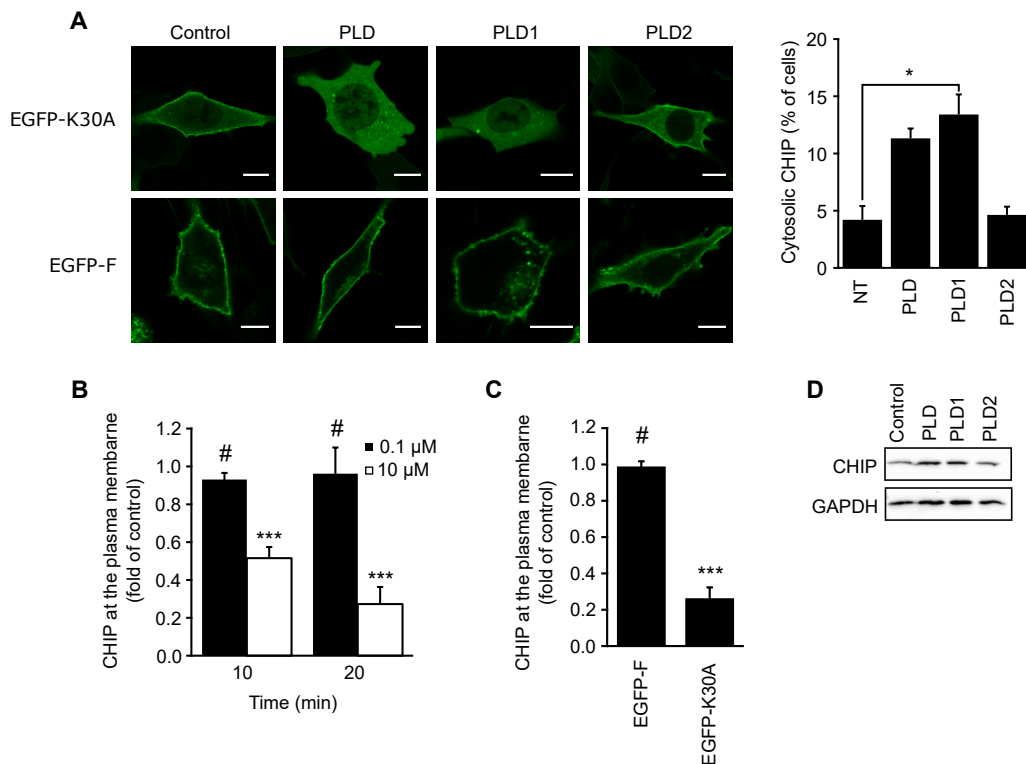 A
Control
PLD
PLD1
PLD2
EGFP-K30A
EGFP-F
20
15
10
5
0
Cytosolic CHIP (% of cells)
*
NT
PLD
PLD1
PLD2
B
CHIP at the plasma membarne
(fold of control)
1.2
1.0
0.8
0.6
0.4
0.2
0.0
#
***
#
***
0.1 µM
10 µM
10
20
Time (min)
C
CHIP at the plasma membarne
(fold of control)
1.2
1.0
0.8
0.6
0.4
0.2
0.0
#
***
EGFP-F
EGFP-K30A
D
Control
PLD
PLD1
PLD2
CHIP
GAPDH